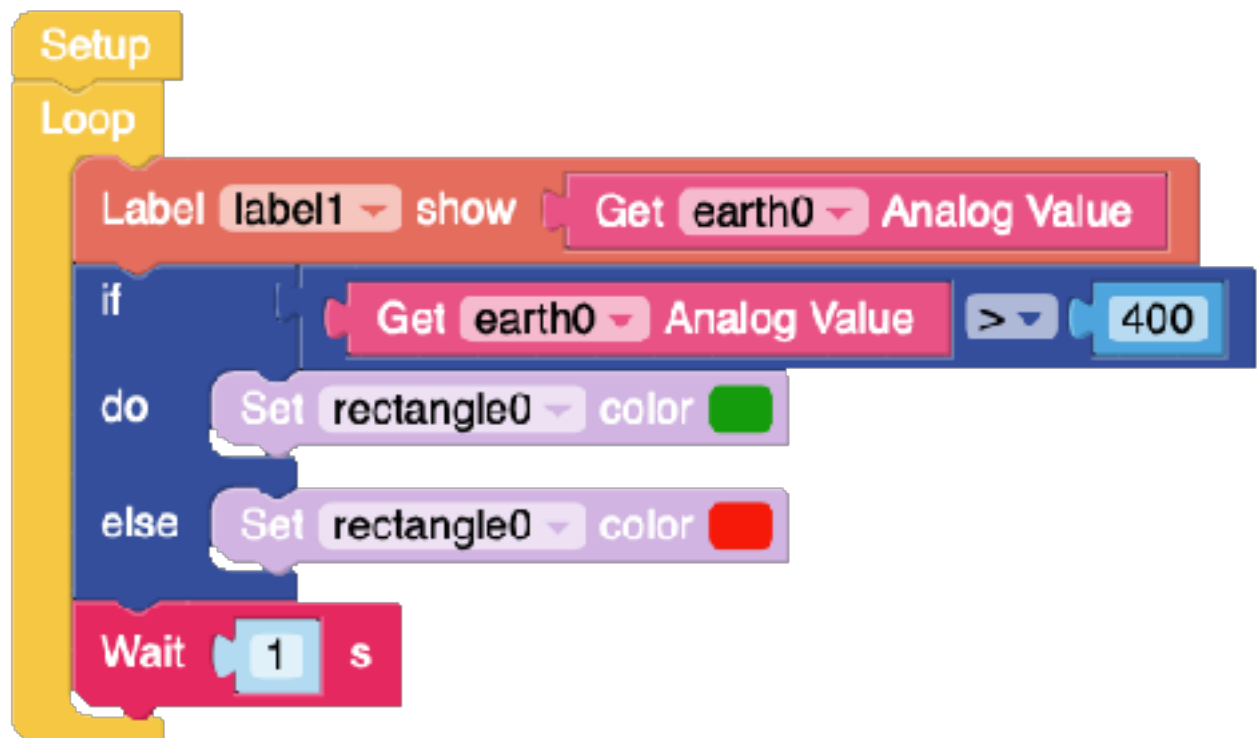 Setup
Loop
Label label1 show Get earth0 Analog Value
if Get earth0 Analog Value > 400
do Set rectangle0 color
else Set rectangle0 color
Wait 1 s